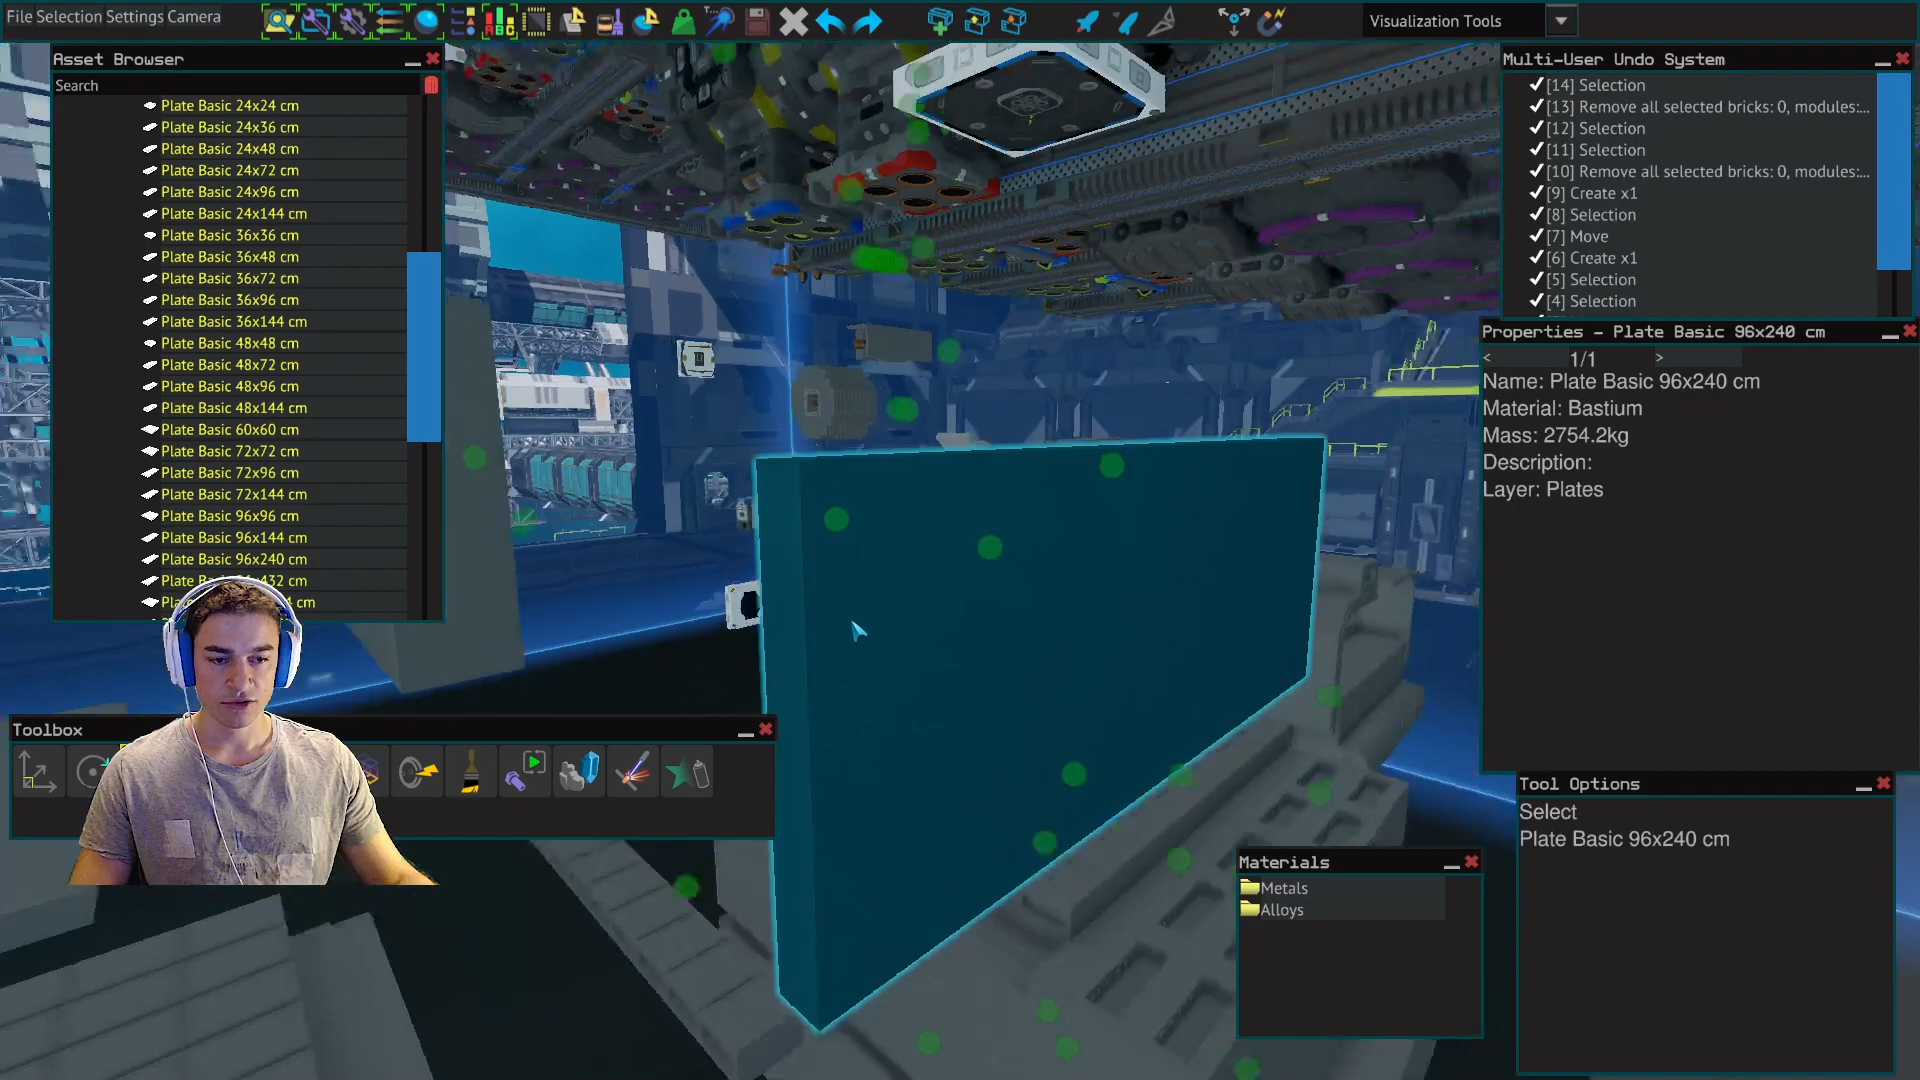 File Selection Settings Camera
Visualization Tools
Asset Browser
Search
Plate Basic 24x24 cm
Plate Basic 24x36 cm
Plate Basic 24x48 cm
Plate Basic 24x72 cm
Plate Basic 24x96 cm
Plate Basic 24x144 cm
Plate Basic 36x36 cm
Plate Basic 36x48 cm
Plate Basic 36x72 cm
Plate Basic 36x96 cm
Plate Basic 36x144 cm
Plate Basic 48x48 cm
Plate Basic 48x72 cm
Plate Basic 48x96 cm
Plate Basic 48x144 cm
Plate Basic 60x60 cm
Plate Basic 72x72 cm
Plate Basic 72x96 cm
Plate Basic 72x144 cm
Plate Basic 96x96 cm
Plate Basic 96x144 cm
Plate Basic 96x240 cm
cm
cm
Toolbox
Multi-User Undo System
[14] Selection
[13] Remove all selected bricks: 0, modules:...
[12] Selection
[11] Selection
[10] Remove all selected bricks: 0, modules:...
[9] Create x1
[8] Selection
[7] Move
[6] Create x1
[5] Selection
[4] Selection
Properties - Plate Basic 96x240 cm
< 1/1 >
Name: Plate Basic 96x240 cm
Material: Bastium
Mass: 2754.2kg
Description:
Layer: Plates
Tool Options
Select
Plate Basic 96x240 cm
Materials
Metals
Alloys